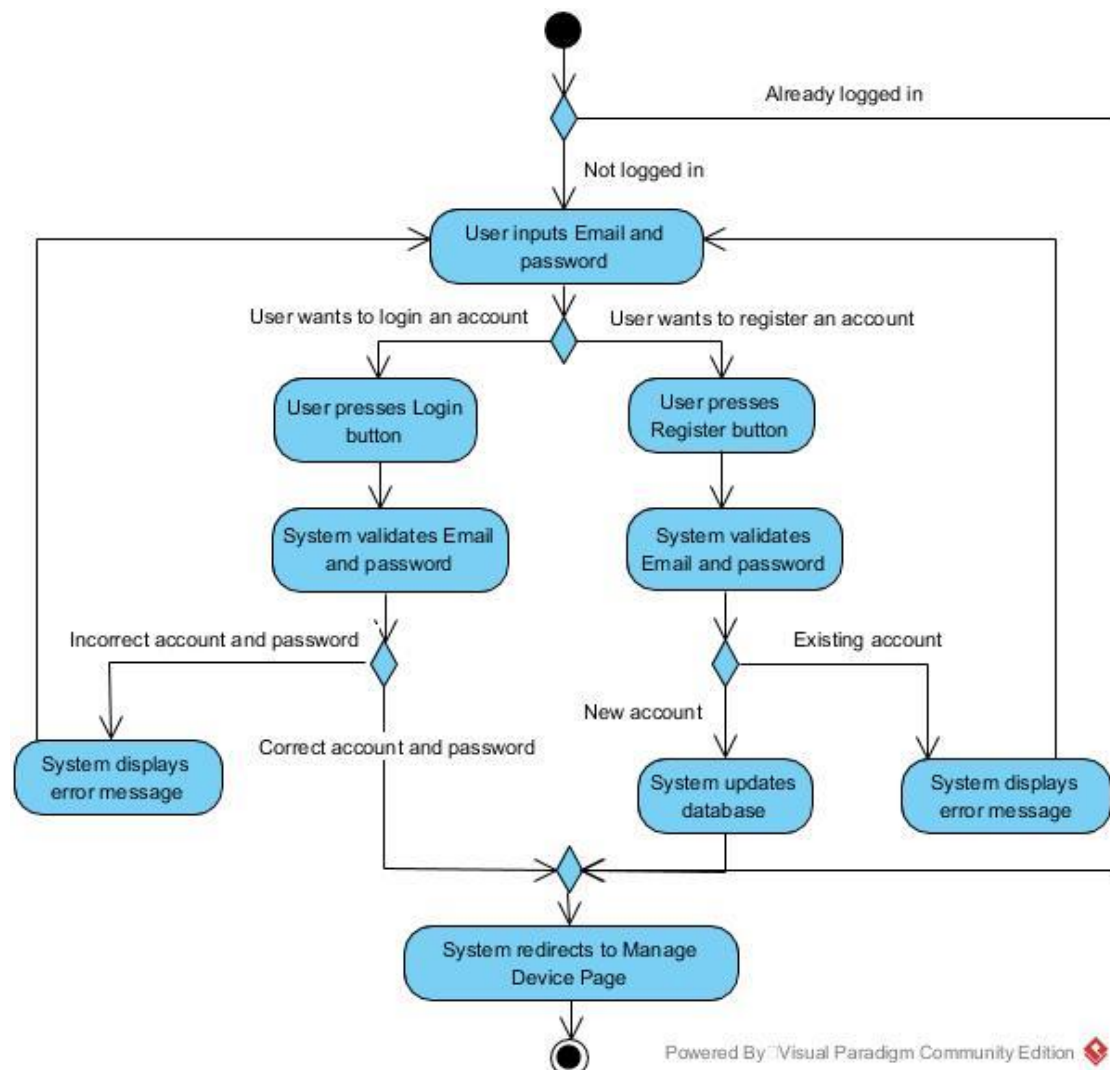 Already logged in
Not logged in
User inputs Email and
password
User wants to login an account
User wants to register an account
User presses Login
button
User presses
Register button
System validates Email
and password
System validates
Email and password
Incorrect account and password
Existing account
New account
Correct account and password
System displays
error message
System updates
database
System displays
error message
System redirects to Manage
Device Page
Powered By Visual Paradigm Community Edition